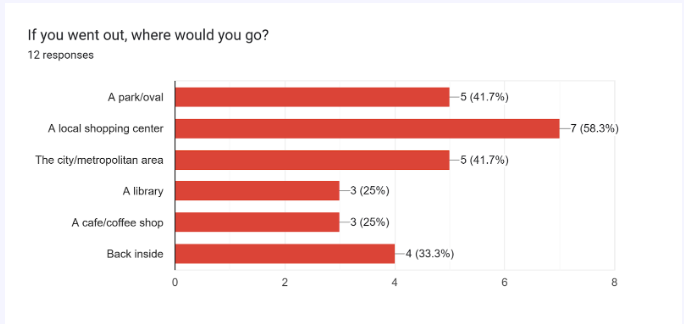 If you went out, where would you go?
12 responses
A park/oval
5 (41.7%)
A local shopping center
7 (58.3%)
The city/metropolitan area
5 (41.7%)
A library
3 (25%)
A cafe/coffee shop
3 (25%)
Back inside
4 (33.3%)
0 2 4 6 8